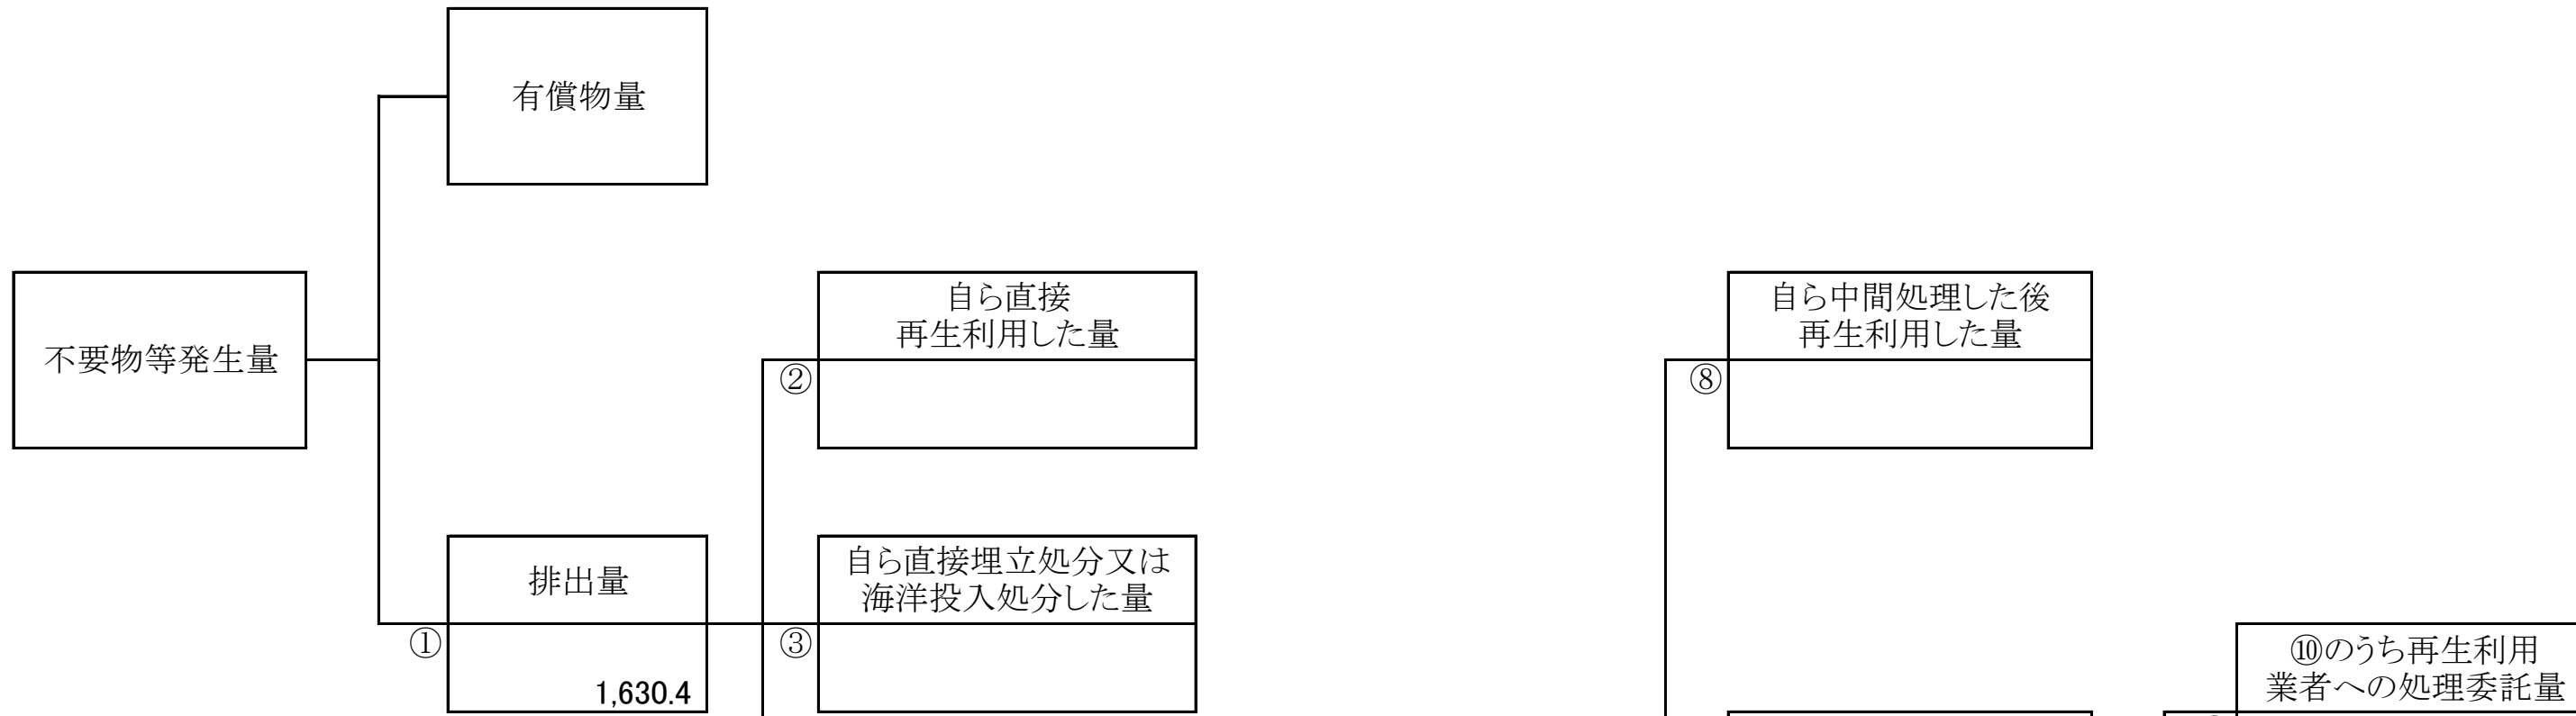 有償物量
不要物等発生量
自ら直接
再生利用した量
②
自ら中間処理した後
再生利用した量
⑧
排出量
①
1,630.4
自ら直接埋立処分又は
海洋投入処分した量
③
⑩のうち再生利用
業者への処理委託量